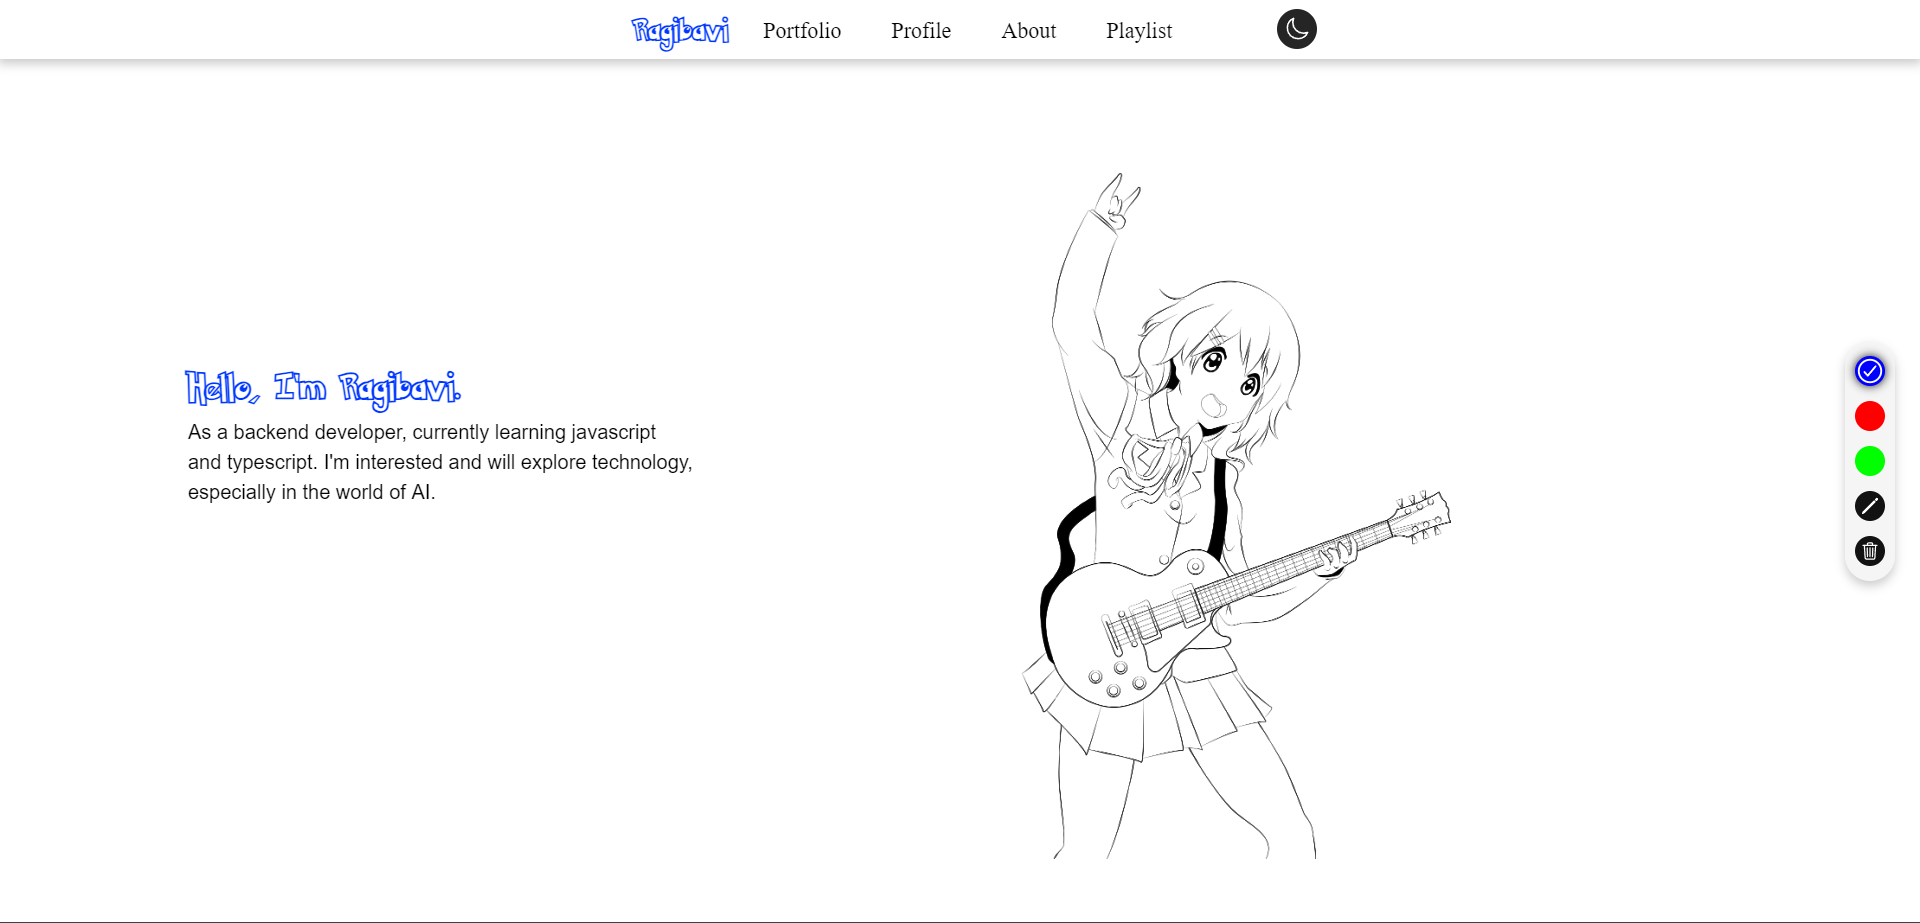 Ragibavi
Portfolio
Profile
About
Playlist
Hello, I'm Ragibavi.
As a backend developer, currently learning javascript
and typescript. I'm interested and will explore technology,
especially in the world of AI.